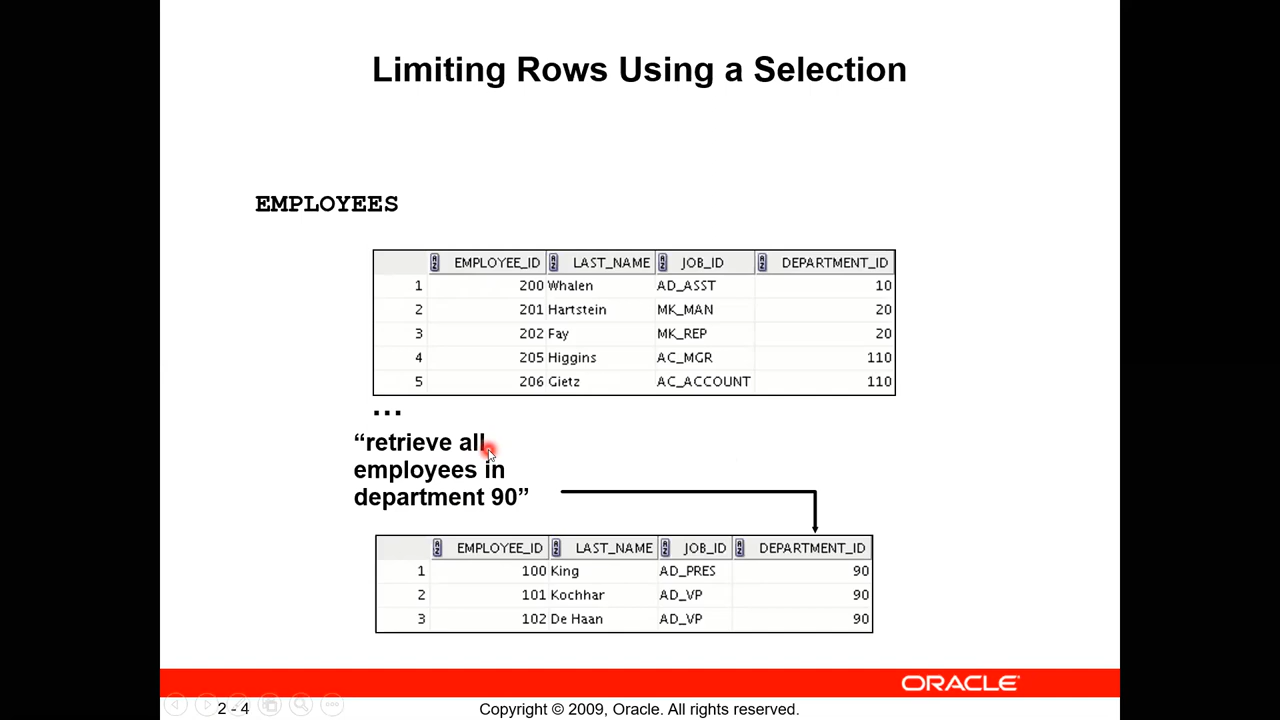 Limiting Rows Using a Selection
EMPLOYEES
EMPLOYEE_ID LAST_NAME JOB_ID DEPARTMENT_ID
1 200 Whalen AD_ASST 10
2 201 Hartstein MK_MAN 20
3 202 Fay MK_REP 20
4 205 Higgins AC_MGR 110
5 206 Gietz AC_ACCOUNT 110
…
“retrieve all
employees in
department 90”
EMPLOYEE_ID LAST_NAME JOB_ID DEPARTMENT_ID
1 100 King AD_PRES 90
2 101 Kochhar AD_VP 90
3 102 De Haan AD_VP 90
ORACLE
2 - 4 Copyright © 2009, Oracle. All rights reserved.